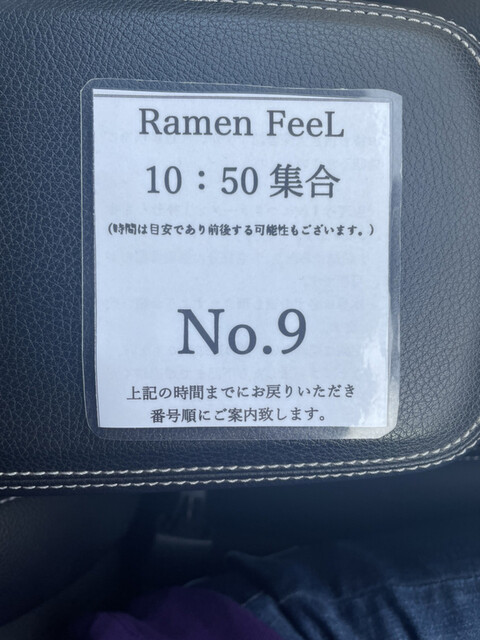 Ramen FeeL
10：50 集合
(時間は目安であり前後する可能性もございます。)
No.9
上記の時間までにお戻りいただき
番号順にご案内致します。